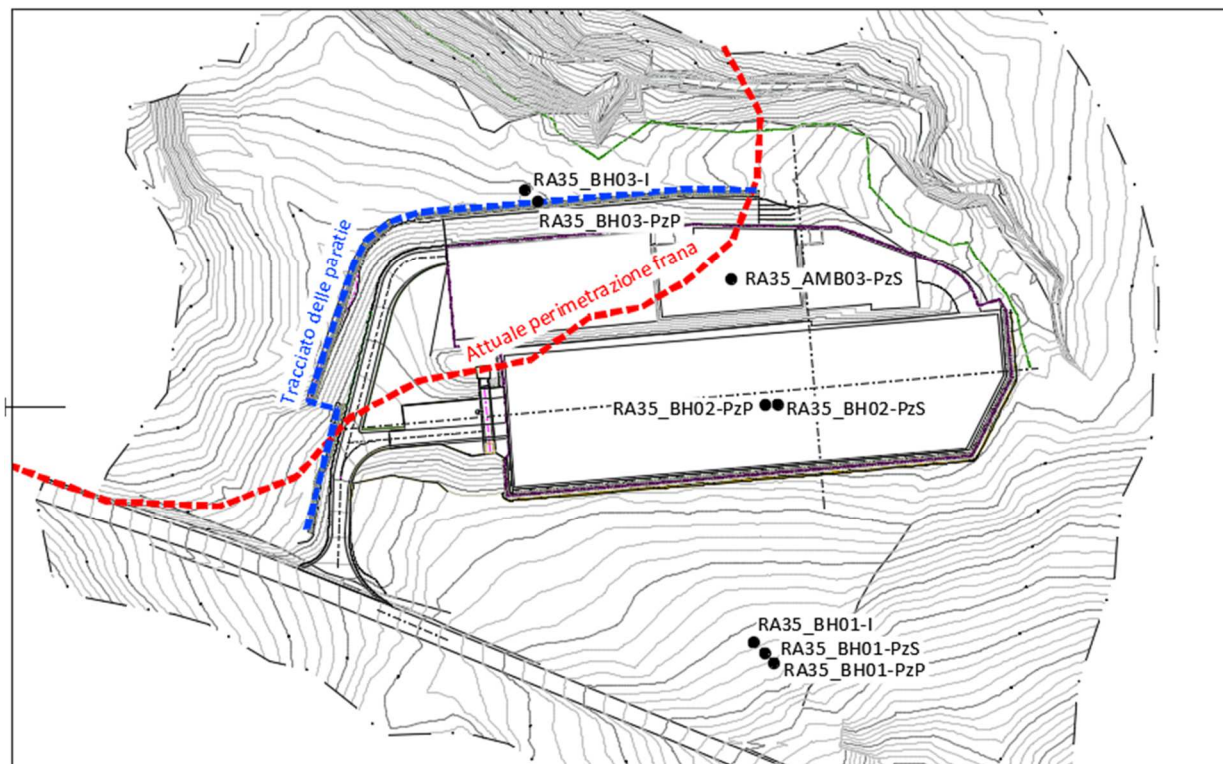 RA35_BH03-I
RA35_BH03-PzP
RA35_AMB03-PzS
Tracciato delle paratie
Attuale perimetrazione frana
RA35_BH02-PzP
RA35_BH02-PzS
RA35_BH01-I
RA35_BH01-PzS
RA35_BH01-PzP